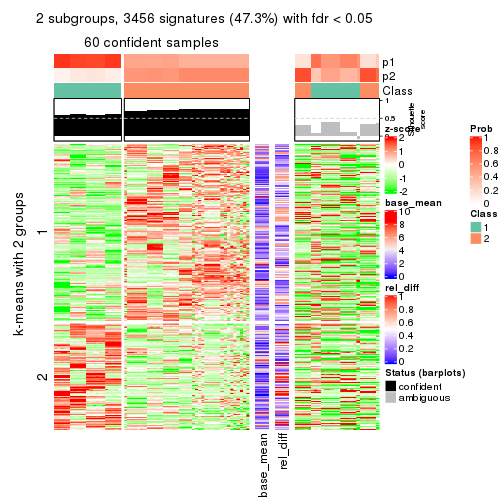 2 subgroups, 3456 signatures (47.3%) with fdr < 0.05
60 confident samples
p1
p2
Class
1
0.5
0
Silhouette
score
k-means with 2 groups
1
2
base_mean
rel_diff
z-score
2
1
0
-1
-2
base_mean
10
8
6
4
2
0
rel_diff
1
0.8
0.6
0.4
0.2
0
Status (barplots)
confident
ambiguous
Prob
1
0.8
0.6
0.4
0.2
0
Class
1
2